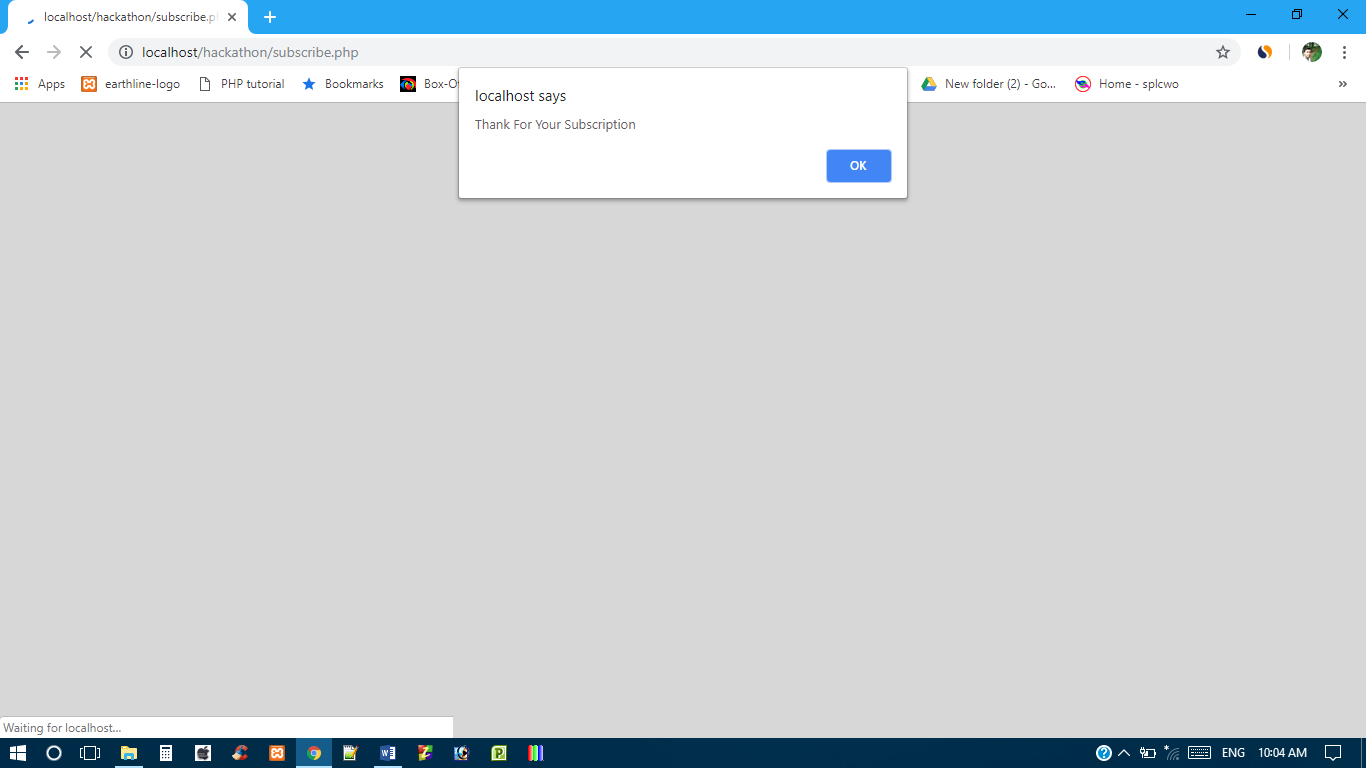 localhost/hackathon/subscribe.p
localhost/hackathon/subscribe.php
Apps earthline-logo PHP tutorial Bookmarks New folder (2) - Go... Home - splcwo »
localhost says
Thank For Your Subscription
OK
Waiting for localhost...
ENG 10:04 AM